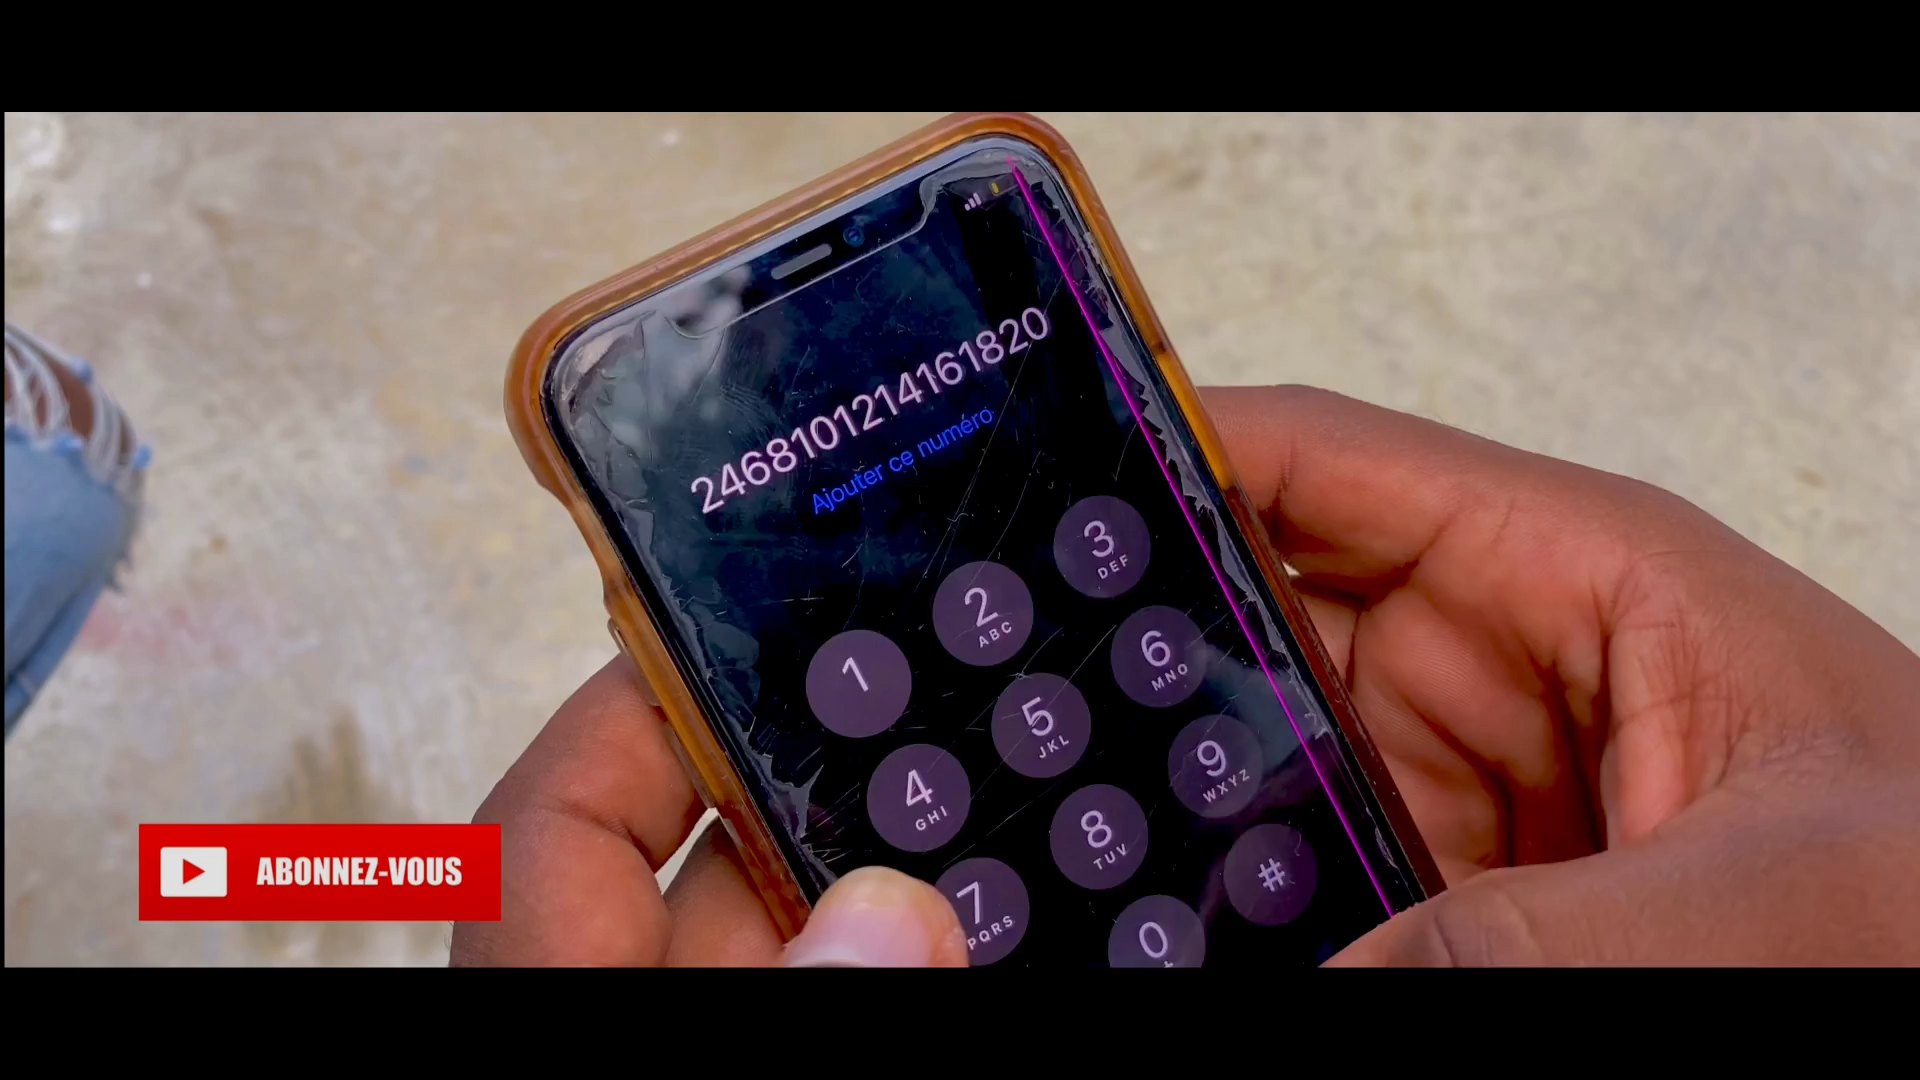 2468101214161820
Ajouter ce numéro
1
2
ABC
3
DEF
4
GHI
5
JKL
6
MNO
7
PQRS
8
TUV
9
WXYZ
0
+
#
ABONNEZ-VOUS